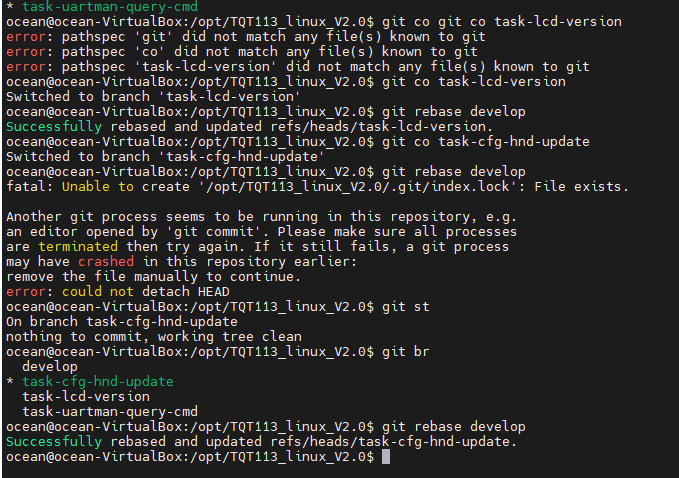 * task-uartman-query-cmd
ocean@ocean-VirtualBox:/opt/TQT113_linux_V2.0$ git co git co task-lcd-version
error: pathspec 'git' did not match any file(s) known to git
error: pathspec 'co' did not match any file(s) known to git
error: pathspec 'task-lcd-version' did not match any file(s) known to git
ocean@ocean-VirtualBox:/opt/TQT113_linux_V2.0$ git co task-lcd-version
Switched to branch 'task-lcd-version'
ocean@ocean-VirtualBox:/opt/TQT113_linux_V2.0$ git rebase develop
Successfully rebased and updated refs/heads/task-lcd-version.
ocean@ocean-VirtualBox:/opt/TQT113_linux_V2.0$ git co task-cfg-hnd-update
Switched to branch 'task-cfg-hnd-update'
ocean@ocean-VirtualBox:/opt/TQT113_linux_V2.0$ git rebase develop
fatal: Unable to create '/opt/TQT113_linux_V2.0/.git/index.lock': File exists.

Another git process seems to be running in this repository, e.g.
an editor opened by 'git commit'. Please make sure all processes
are terminated then try again. If it still fails, a git process
may have crashed in this repository earlier:
remove the file manually to continue.
error: could not detach HEAD
ocean@ocean-VirtualBox:/opt/TQT113_linux_V2.0$ git st
On branch task-cfg-hnd-update
nothing to commit, working tree clean
ocean@ocean-VirtualBox:/opt/TQT113_linux_V2.0$ git br
  develop
* task-cfg-hnd-update
  task-lcd-version
  task-uartman-query-cmd
ocean@ocean-VirtualBox:/opt/TQT113_linux_V2.0$ git rebase develop
Successfully rebased and updated refs/heads/task-cfg-hnd-update.
ocean@ocean-VirtualBox:/opt/TQT113_linux_V2.0$